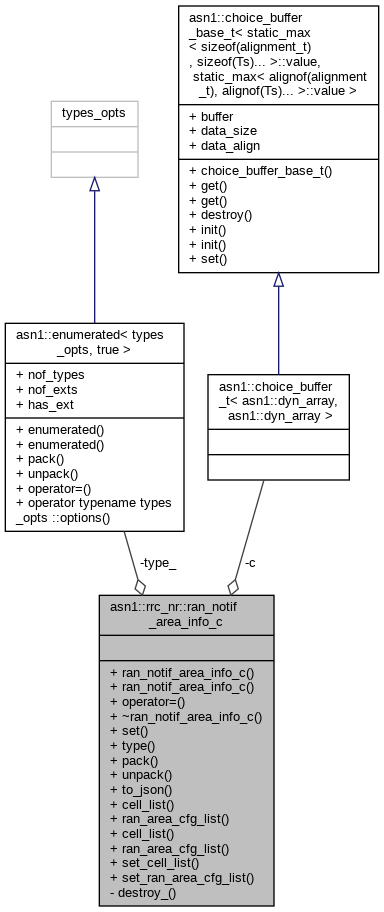 asn1::choice_buffer
_base_t< static_max
< sizeof(alignment_t)
, sizeof(Ts)... >::value,
static_max< alignof(alignment
_t), alignof(Ts)... >::value >
+ buffer
+ data_size
+ data_align
+ choice_buffer_base_t()
+ get()
+ get()
+ destroy()
+ init()
+ init()
+ set()
types_opts
asn1::enumerated< types
_opts, true >
+ nof_types
+ nof_exts
+ has_ext
+ enumerated()
+ enumerated()
+ pack()
+ unpack()
+ operator=()
+ operator typename types
_opts ::options()
asn1::choice_buffer
_t< asn1::dyn_array,
asn1::dyn_array >
-type_
-c
asn1::rrc_nr::ran_notif
_area_info_c
+ ran_notif_area_info_c()
+ ran_notif_area_info_c()
+ operator=()
+ ~ran_notif_area_info_c()
+ set()
+ type()
+ pack()
+ unpack()
+ to_json()
+ cell_list()
+ ran_area_cfg_list()
+ cell_list()
+ ran_area_cfg_list()
+ set_cell_list()
+ set_ran_area_cfg_list()
- destroy_()